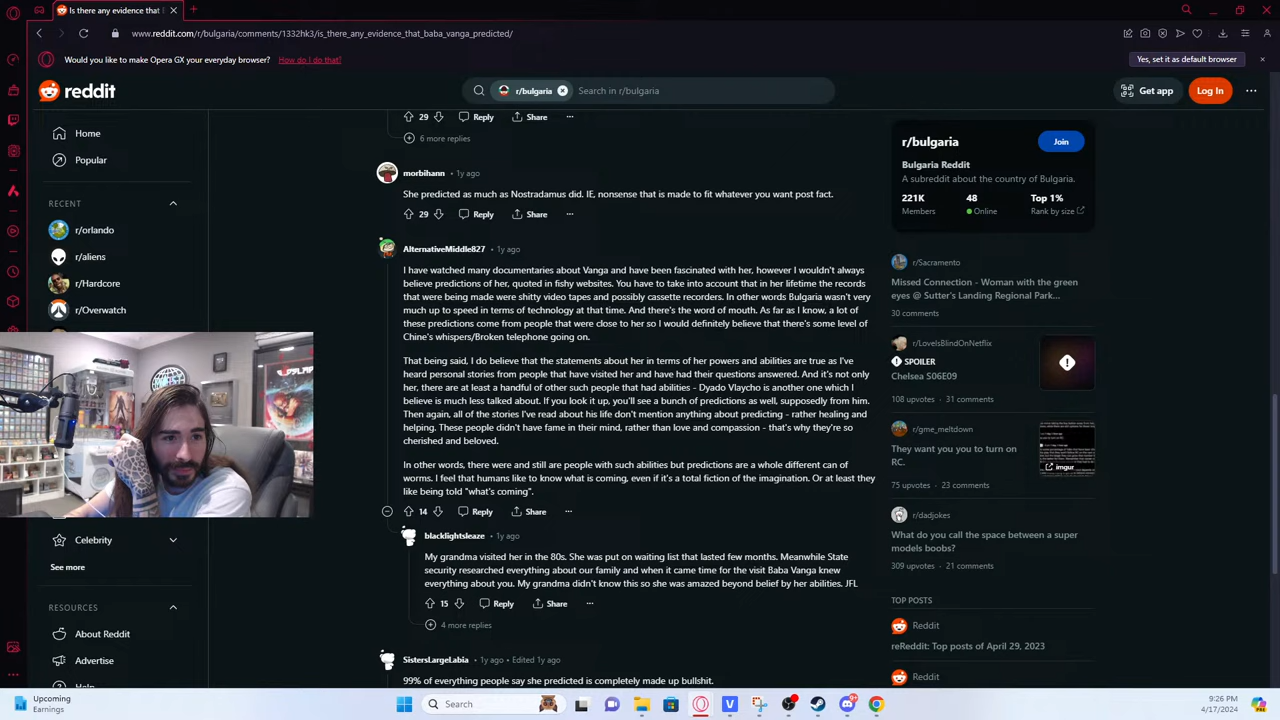 Is there any evidence that
www.reddit.com/r/bulgaria/comments/1332hk3/is_there_any_evidence_that_baba_vanga_predicted/
Would you like to make Opera GX your everyday browser? How do I do that!
Yes, set it as default browser
reddit
r/bulgaria
Search in r/bulgaria
Get app
Log In
Home
Popular
RECENT
r/orlando
r/aliens
r/Hardcore
r/Overwatch
Celebrity
See more
RESOURCES
About Reddit
Advertise
Help
29 Reply Share
6 more replies
morbihann • 1y ago
She predicted as much as Nostradamus did. IE, nonsense that is made to fit whatever you want post fact.
29 Reply Share
AlternativeMiddle827 • 1y ago
I have watched many documentaries about Vanga and have been fascinated with her, however I wouldn't always
believe predictions of her, quoted in fishy websites. You have to take into account that in her lifetime the records
that were being made were shitty video tapes and possibly cassette recorders. In other words Bulgaria wasn't very
much up to speed in terms of technology at that time. And there's the word of mouth. As far as I know, a lot of
these predictions come from people that were close to her so I would definitely believe that there's some level of
Chine's whispers/Broken telephone going on.
That being said, I do believe that the statements about her in terms of her powers and abilities are true as I've
heard personal stories from people that have visited her and have had their questions answered. And it's not only
her, there are at least a handful of other such people that had abilities - Dyado Vlaycho is another one which I
believe is much less talked about. If you look it up, you'll see a bunch of predictions as well, supposedly from him.
Then again, all of the stories I've read about his life don't mention anything about predicting - rather healing and
helping. These people didn't have fame in their mind, rather than love and compassion - that's why they're so
cherished and beloved.
In other words, there were and still are people with such abilities but predictions are a whole different can of
worms. I feel that humans like to know what is coming, even if it's a total fiction of the imagination. Or at least they
like being told "what's coming".
14 Reply Share
blacklightsleaze • 1y ago
My grandma visited her in the 80s. She was put on waiting list that lasted few months. Meanwhile State
security researched everything about our family and when it came time for the visit Baba Vanga knew
everything about you. My grandma didn't know this so she was amazed beyond belief by her abilities. JFL
15 Reply Share
4 more replies
SistersLargeLabia • 1y ago • Edited 1y ago
99% of everything people say she predicted is completely made up bullshit.
r/bulgaria
Join
Bulgaria Reddit
A subreddit about the country of Bulgaria.
221K 48 Top 1%
Members Online Rank by size
r/Sacramento
Missed Connection - Woman with the green
eyes @ Sutter's Landing Regional Park...
30 comments
r/LoveIsBlindOnNetflix
SPOILER
Chelsea S06E09
108 upvotes • 31 comments
r/gme_meltdown
They want you you to turn on
RC.
imgur
75 upvotes • 23 comments
r/dadjokes
What do you call the space between a super
models boobs?
309 upvotes • 21 comments
TOP POSTS
Reddit
reReddit: Top posts of April 29, 2023
Reddit
Upcoming
Earnings
Search
9:26 PM
4/17/2024